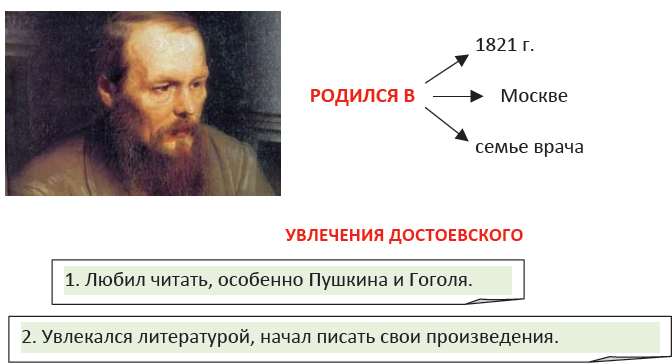 1821 г.
РОДИЛСЯ В
Москве
семье врача
УВЛЕЧЕНИЯ ДОСТОЕВСКОГО
1. Любил читать, особенно Пушкина и Гоголя.
2. Увлекался литературой, начал писать свои произведения.